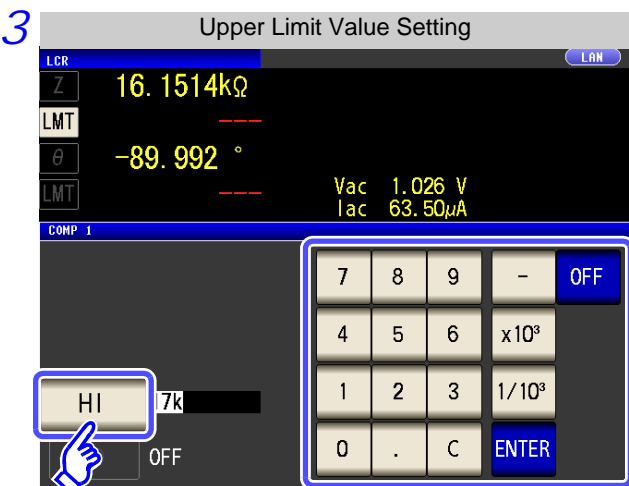 3
Upper Limit Value Setting
LCR
LAN
Z 16.1514kΩ
LMT ---
θ -89.992 °
LMT ---
Vac 1.026 V
Iac 63.50μA
COMP 1
7 8 9 - OFF
4 5 6 x10³
HI 17k
1 2 3 1/10³
OFF
0 . C ENTER